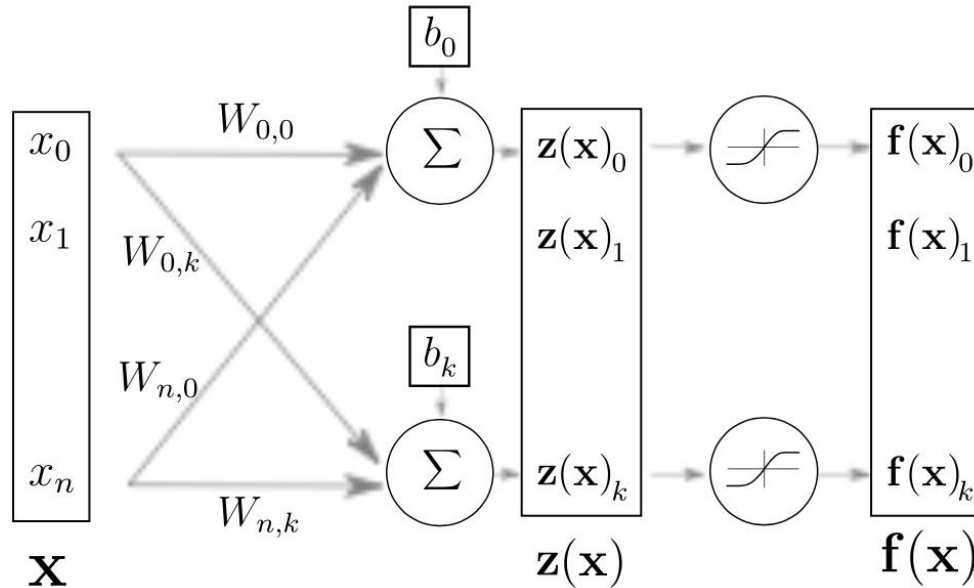 b₀
W₀,₀
x₀
Σ
z(x)₀
f(x)₀
x₁
W₀,ₖ
z(x)₁
f(x)₁
bₖ
Wₙ,₀
xₙ
Σ
z(x)ₖ
f(x)ₖ
Wₙ,ₖ
x
z(x)
f(x)